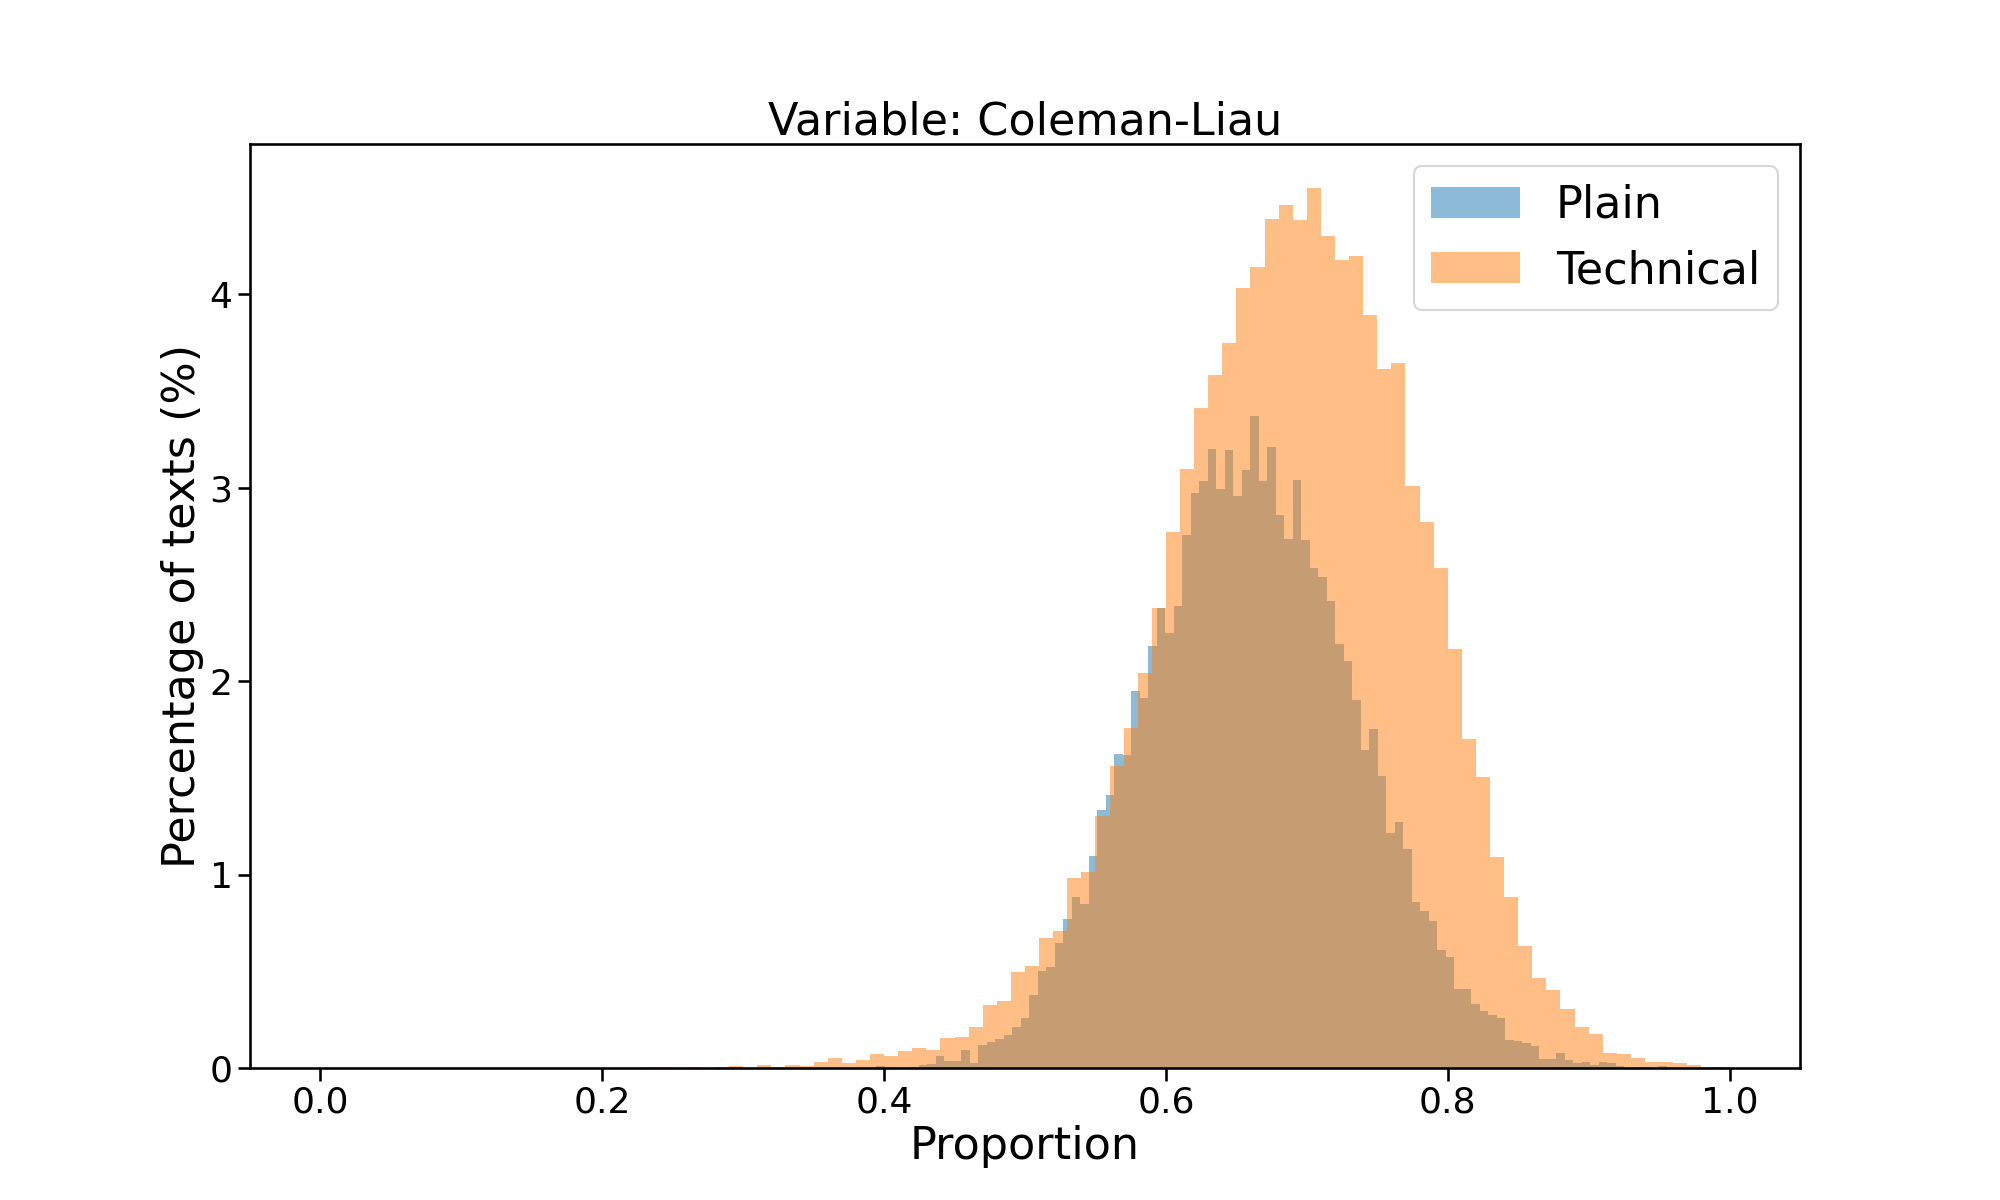 Variable: Coleman-Liau
Plain
Technical
Percentage of texts (%)
4
3
2
1
0
0.0 0.2 0.4 0.6 0.8 1.0
Proportion